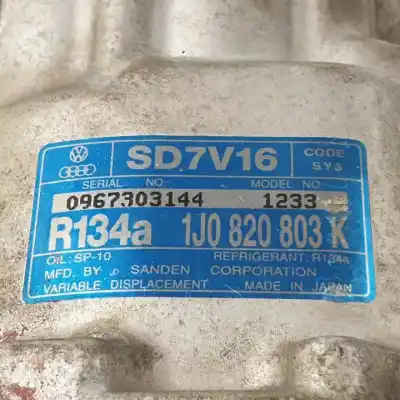 SD7V16 CODE SY3
SERIAL NO. MODEL NO.
0967303144 1233
R134a 1J0 820 803 K
OIL: SP-10 REFRIGERANT: R134a
MFD. BY SANDEN CORPORATION
VARIABLE DISPLACEMENT MADE IN JAPAN